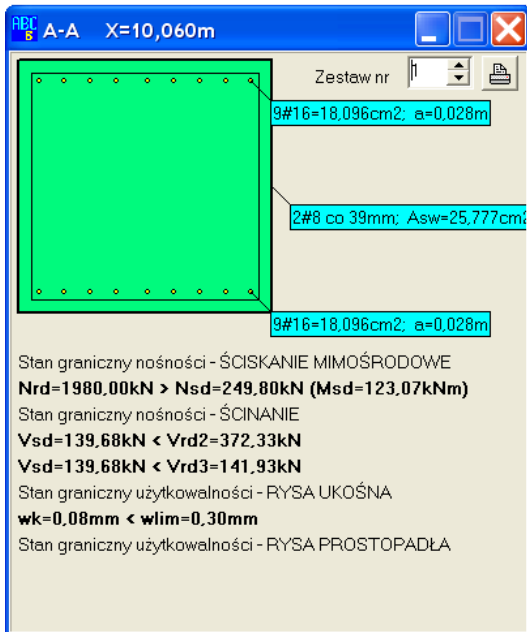 ABC
B
A-A X=10,060m
Zestaw nr 1
9#16=18,096cm2; a=0,028m
2#8 co 39mm; Asw=25,777cm2
9#16=18,096cm2; a=0,028m
Stan graniczny nośności - ŚCISKANIE MIMOŚRODOWE
Nrd=1980,00kN > Nsd=249,80kN (Msd=123,07kNm)
Stan graniczny nośności - ŚCINANIE
Vsd=139,68kN < Vrd2=372,33kN
Vsd=139,68kN < Vrd3=141,93kN
Stan graniczny użytkowalności - RYSA UKOŚNA
wk=0,08mm < wlim=0,30mm
Stan graniczny użytkowalności - RYSA PROSTOPADŁA